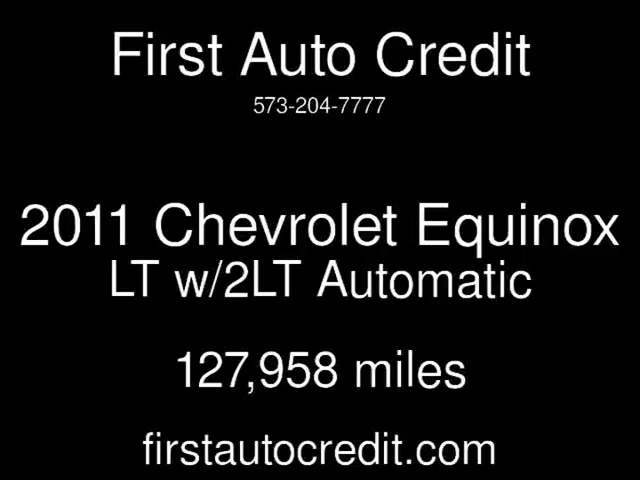 First Auto Credit
573-204-7777
2011 Chevrolet Equinox
LT w/2LT Automatic
127,958 miles
firstautocredit.com